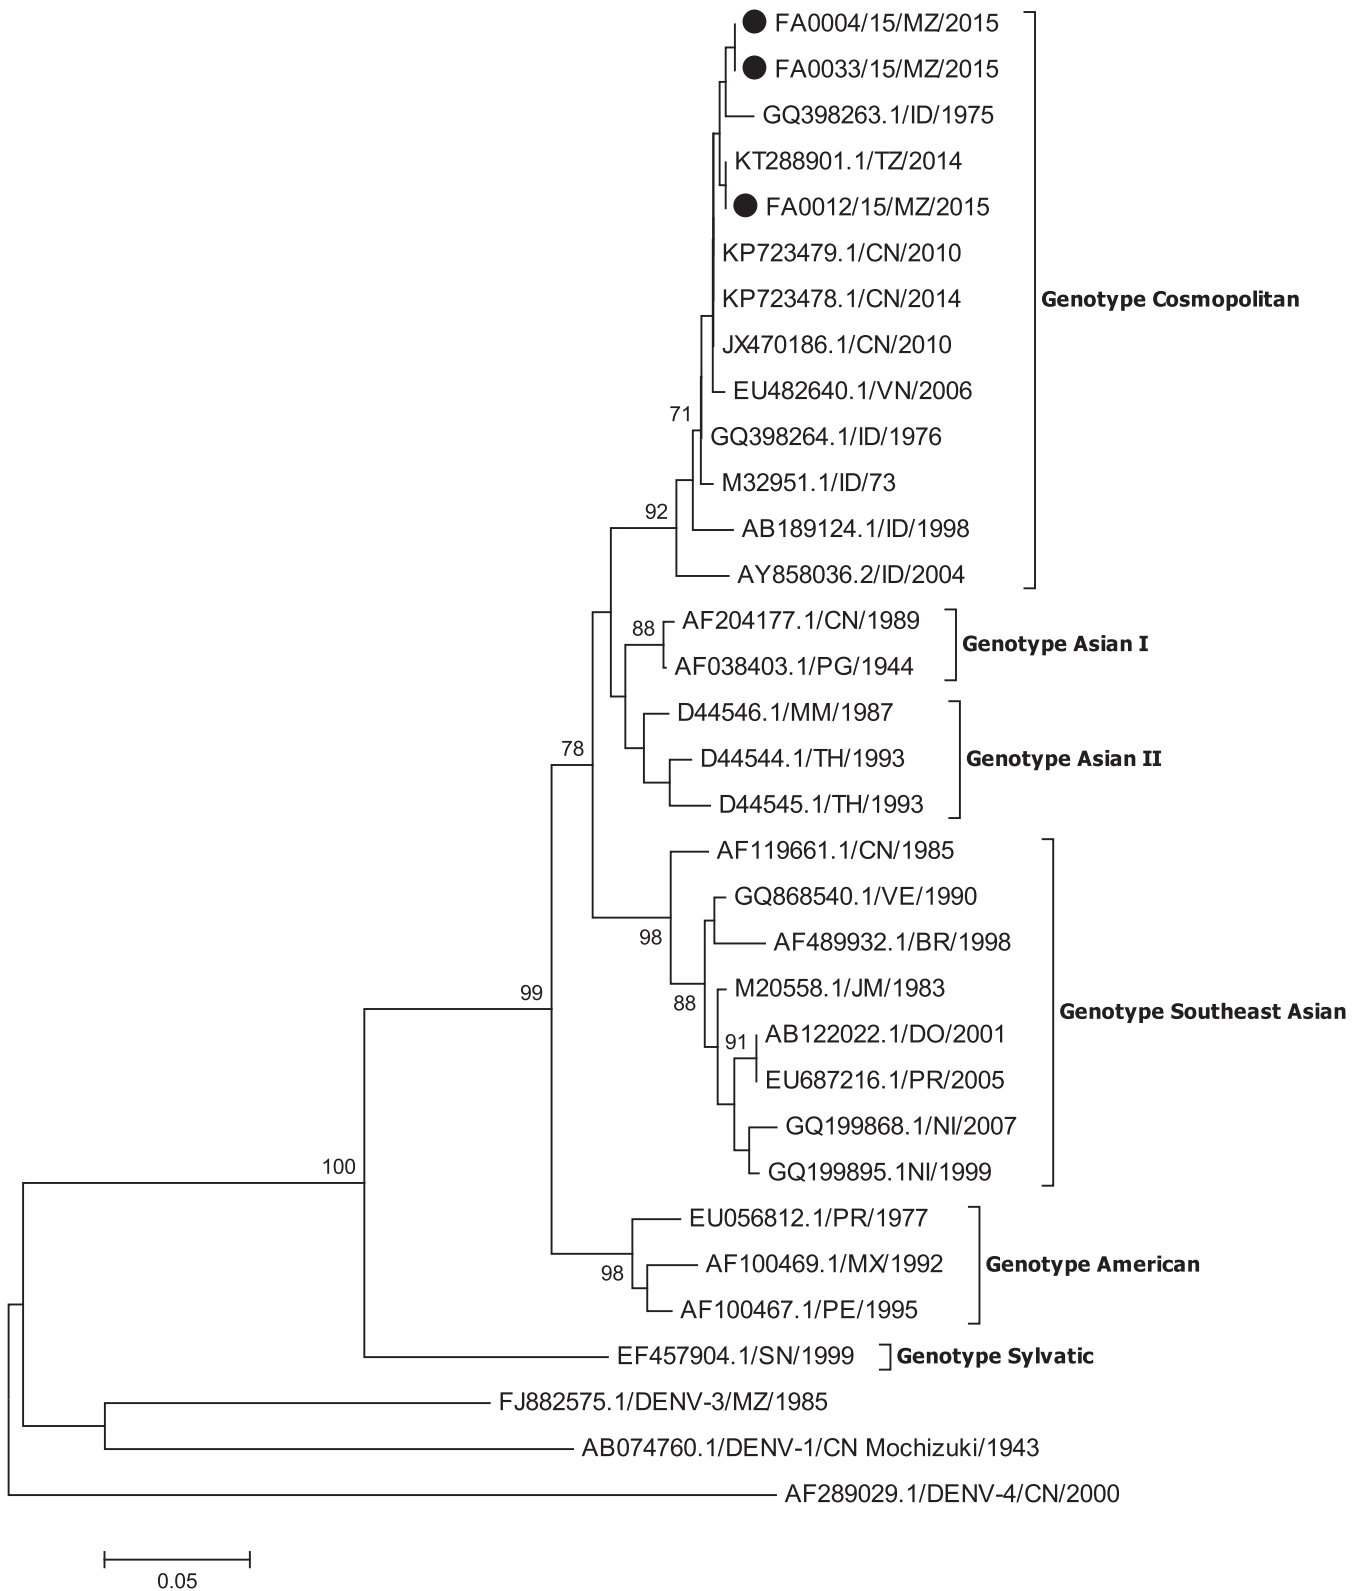 FA0004/15/MZ/2015
FA0033/15/MZ/2015
GQ398263.1/ID/1975
KT288901.1/TZ/2014
FA0012/15/MZ/2015
KP723479.1/CN/2010
KP723478.1/CN/2014
Genotype Cosmopolitan
JX470186.1/CN/2010
EU482640.1/VN/2006
71
GQ398264.1/ID/1976
M32951.1/ID/73
92
AB189124.1/ID/1998
AY858036.2/ID/2004
88
AF204177.1/CN/1989
Genotype Asian I
AF038403.1/PG/1944
D44546.1/MM/1987
78
D44544.1/TH/1993
Genotype Asian II
D44545.1/TH/1993
AF119661.1/CN/1985
GQ868540.1/VE/1990
98
AF489932.1/BR/1998
99
88
M20558.1/JM/1983
Genotype Southeast Asian
91
AB122022.1/DO/2001
EU687216.1/PR/2005
GQ199868.1/NI/2007
100
GQ199895.1NI/1999
EU056812.1/PR/1977
98
AF100469.1/MX/1992
Genotype American
AF100467.1/PE/1995
EF457904.1/SN/1999
Genotype Sylvatic
FJ882575.1/DENV-3/MZ/1985
AB074760.1/DENV-1/CN Mochizuki/1943
AF289029.1/DENV-4/CN/2000
0.05